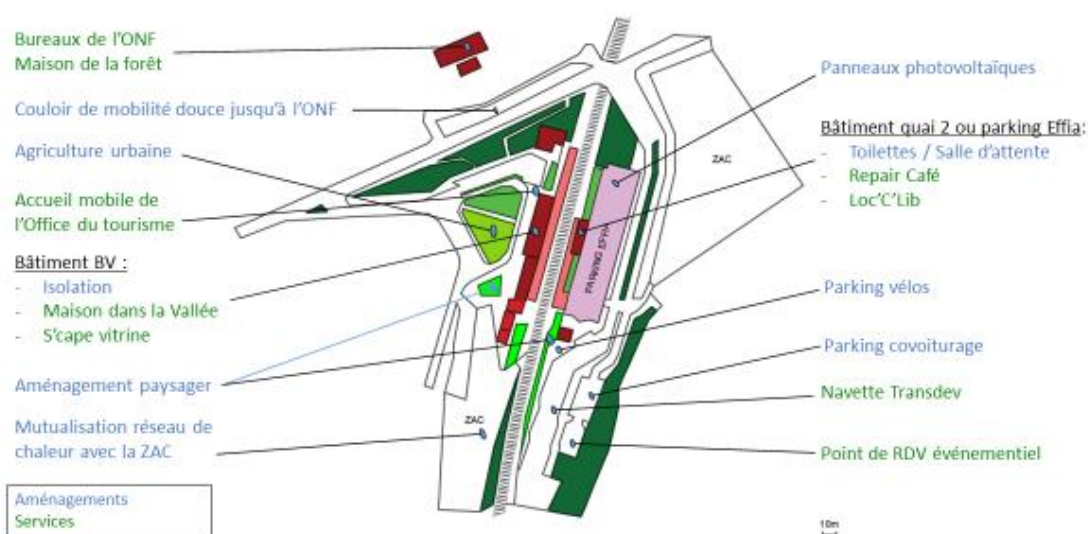 Bureaux de l'ONF
Maison de la forêt
Couloir de mobilité douce jusqu'à l'ONF
Agriculture urbaine
Accueil mobile de
l'Office du tourisme
Bâtiment BV :
- Isolation
- Maison dans la Vallée
- S'cape vitrine
Aménagement paysager
Mutualisation réseau de
chaleur avec la ZAC
Aménagements
Services
ZAC
PARKING EFFIA
ZAC
Panneaux photovoltaïques
Bâtiment quai 2 ou parking Effia:
- Toilettes / Salle d'attente
- Repair Café
- Loc'C'Lib
Parking vélos
Parking covoiturage
Navette Transdev
Point de RDV événementiel
10m